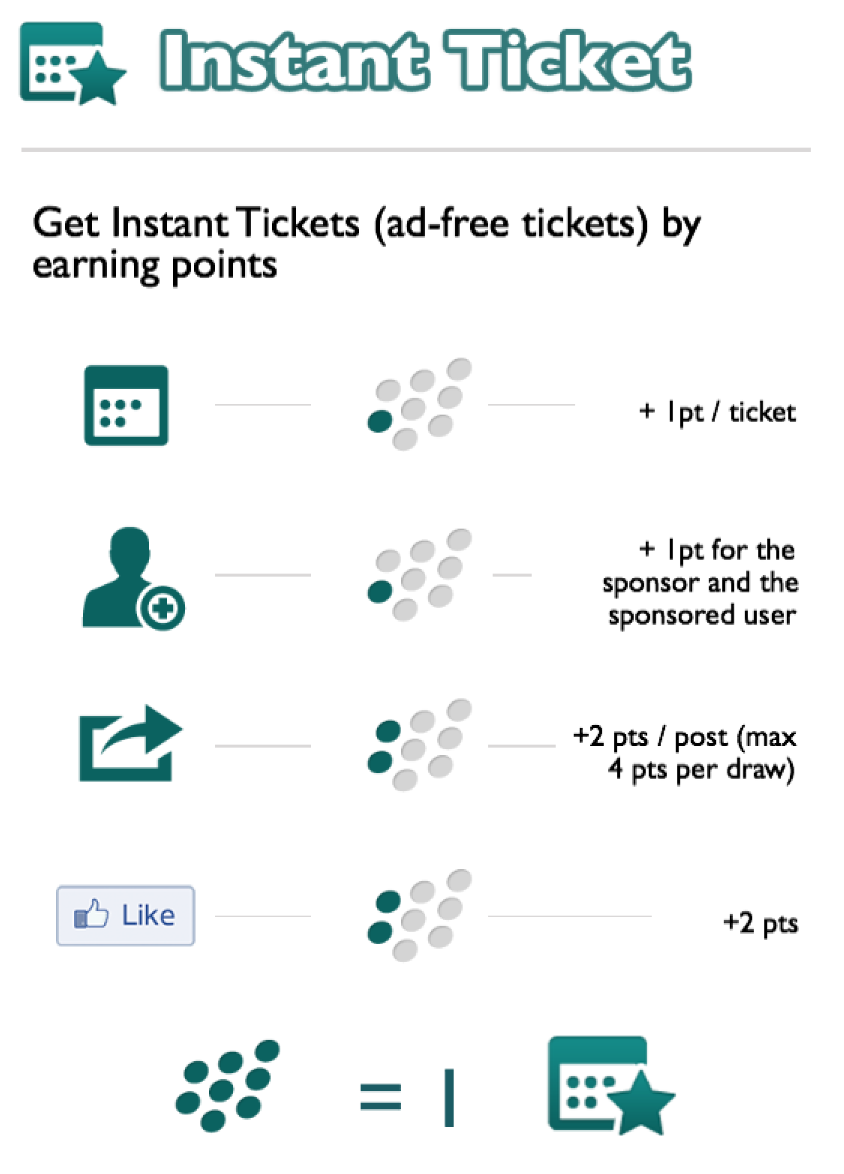 Instant Ticket
Get Instant Tickets (ad-free tickets) by
earning points
+ 1pt / ticket
+ 1pt for the
sponsor and the
sponsored user
+2 pts / post (max
4 pts per draw)
Like
+2 pts
= 1